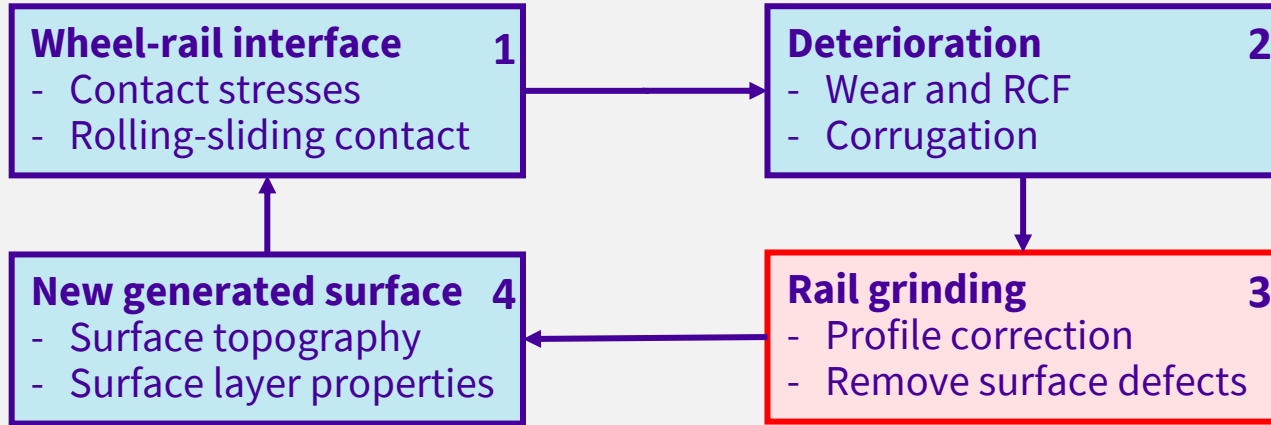 Wheel-rail interface 1
- Contact stresses
- Rolling-sliding contact
Deterioration 2
- Wear and RCF
- Corrugation
Rail grinding 3
- Profile correction
- Remove surface defects
New generated surface 4
- Surface topography
- Surface layer properties